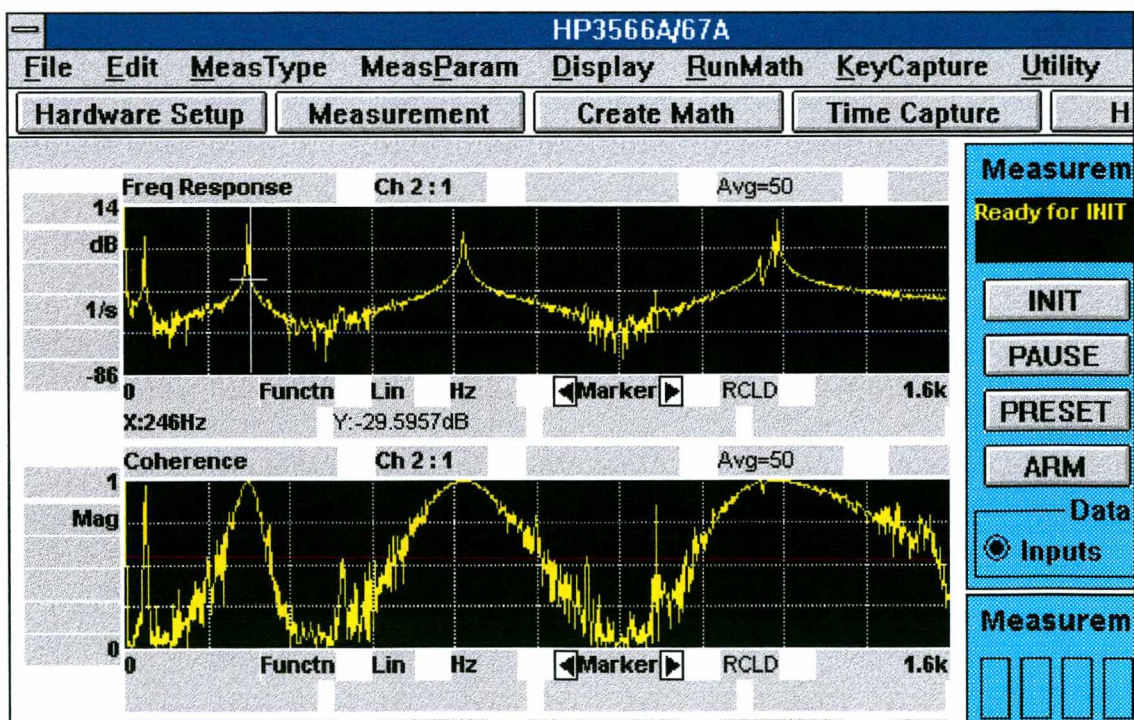 HP3566A/67A
File Edit MeasType MeasParam Display RunMath KeyCapture Utility
Hardware Setup Measurement Create Math Time Capture H
Measurem
Ready for INIT
INIT
PAUSE
PRESET
ARM
Data
Inputs
Measurem
Freq Response Ch 2 : 1 Avg=50
14
dB
1/s
-86
0 Functn Lin Hz Marker RCLD 1.6k
X:246Hz Y:-29.5957dB
Coherence Ch 2 : 1 Avg=50
1
Mag
0
0 Functn Lin Hz Marker RCLD 1.6k